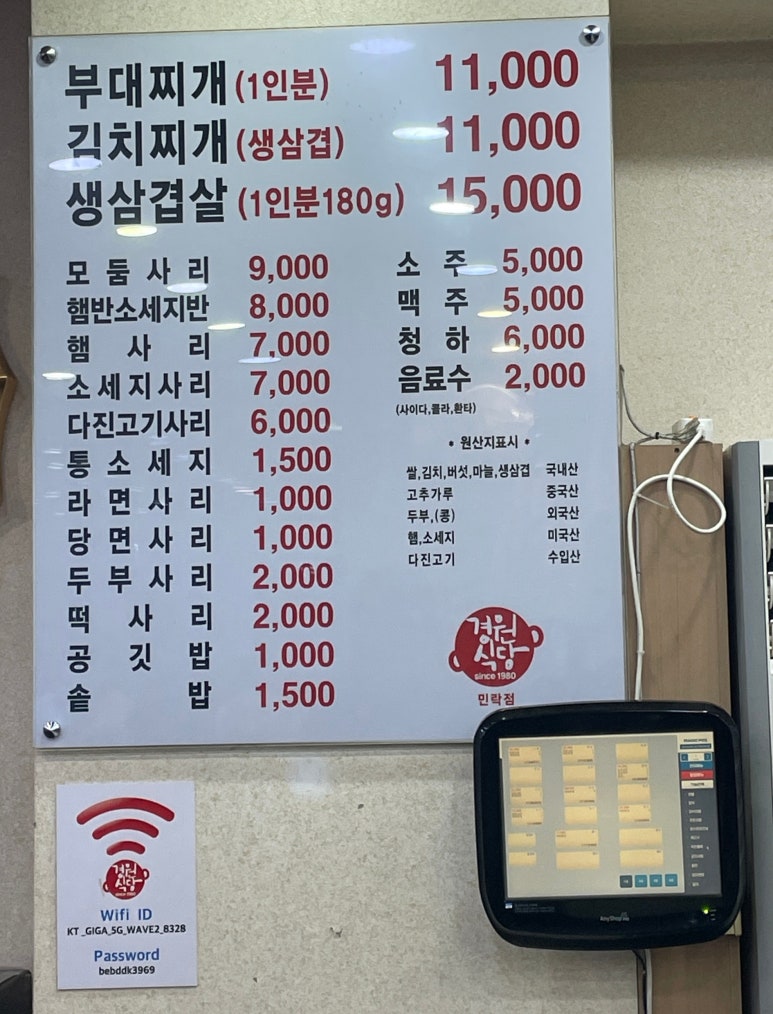 부대찌개 (1인분) 11,000
김치찌개 (생삼겹) 11,000
생삼겹살 (1인분180g) 15,000
모둠사리 9,000
햄반소세지반 8,000
햄사리 7,000
소세지사리 7,000
다진고기사리 6,000
통소세지 1,500
라면사리 1,000
당면사리 1,000
두부사리 2,000
떡사리 2,000
공깃밥 1,000
솥밥 1,500
소주 5,000
맥주 5,000
청하 6,000
음료수 2,000
(사이다,콜라,환타)
* 원산지표시 *
쌀,김치,버섯,마늘,생삼겹 국내산
고추가루 중국산
두부,(콩) 외국산
햄,소세지 미국산
다진고기 수입산
경원
식당
since 1980
민락점
경원
식당
since 1980
Wifi ID
KT_GIGA_5G_WAVE2_8328
Password
bebddk3969